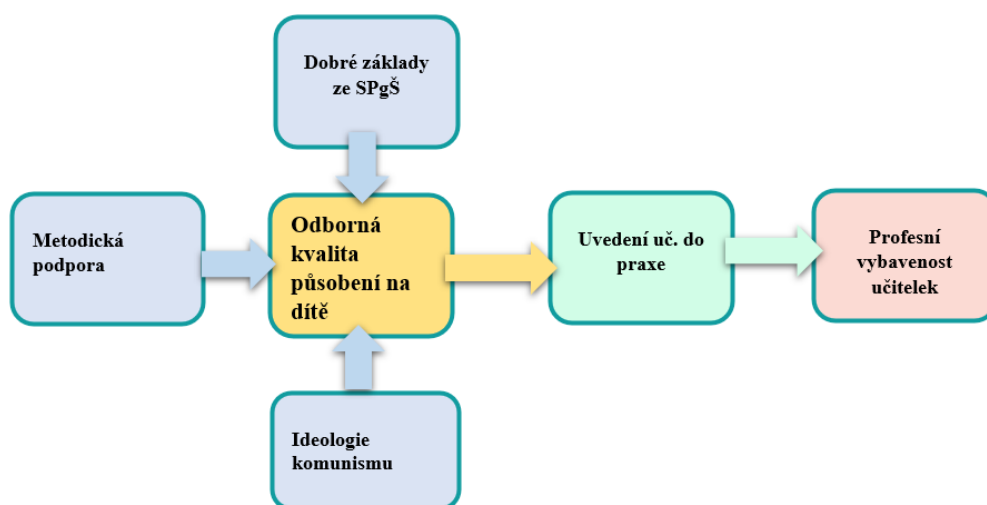 Dobré základy
ze SPgŠ
Metodická
podpora
Odborná
kvalita
působení na
dítě
Uvedení uč. do
praxe
Profesní
vybavenost
učitelek
Ideologie
komunismu